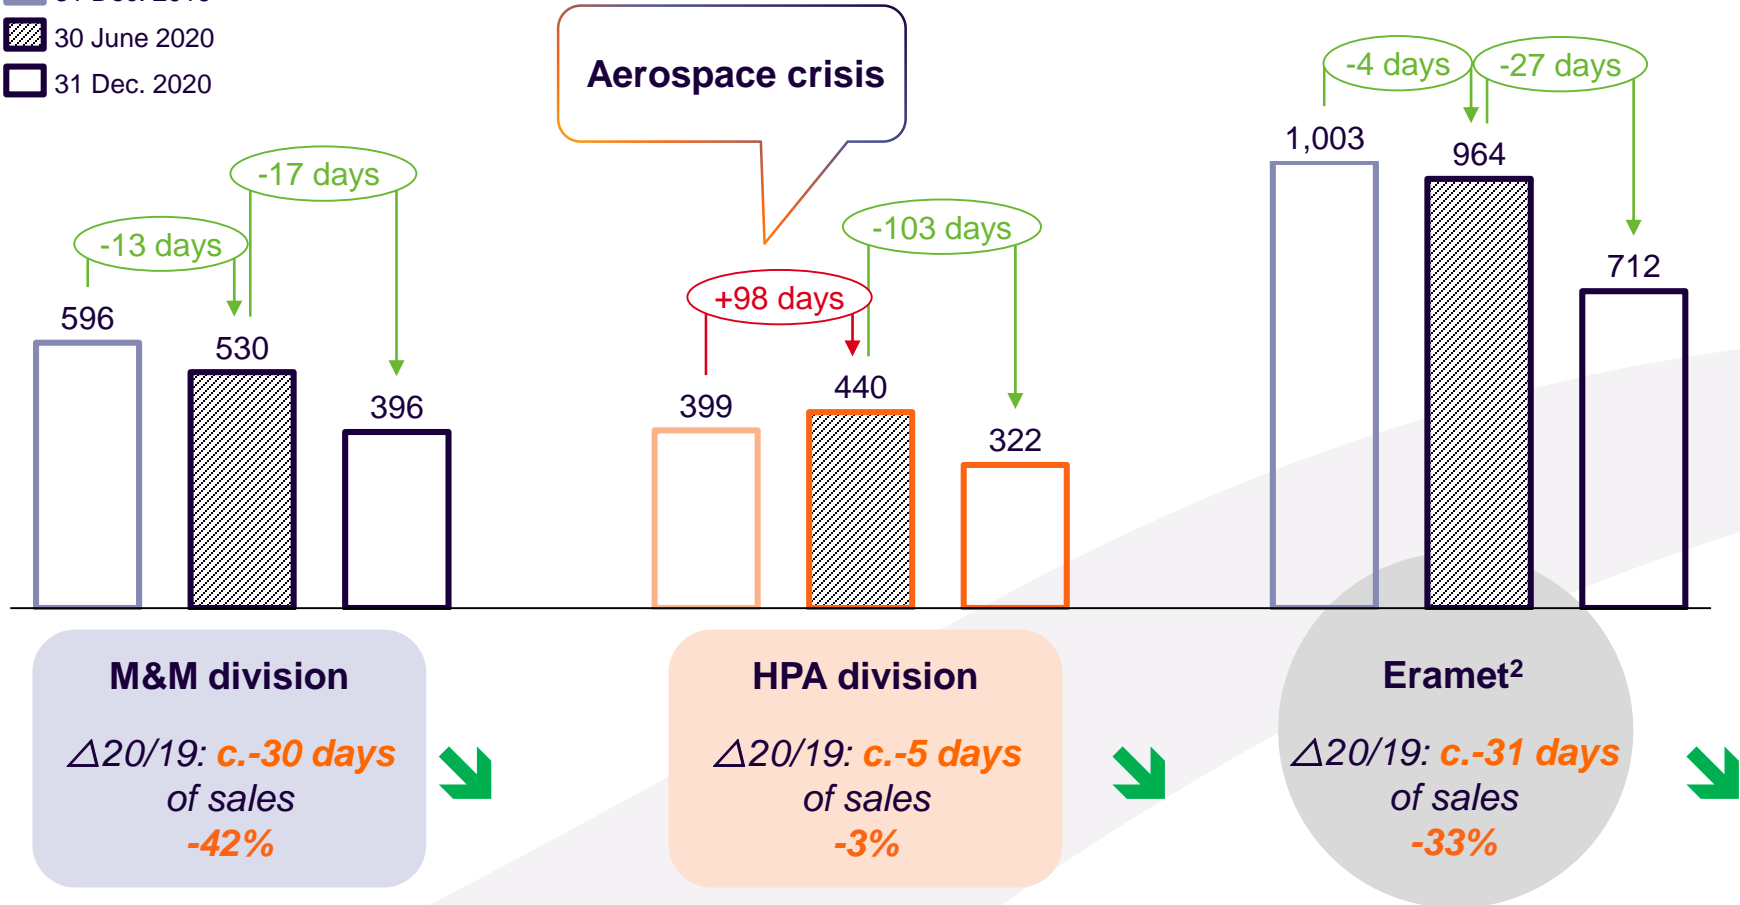 30 June 2020
31 Dec. 2020
Aerospace crisis
-4 days
-27 days
1,003
964
712
-17 days
-13 days
596
530
396
-103 days
+98 days
399
440
322
M&M division
△20/19: c.-30 days
of sales
-42%
HPA division
△20/19: c.-5 days
of sales
-3%
Eramet²
△20/19: c.-31 days
of sales
-33%